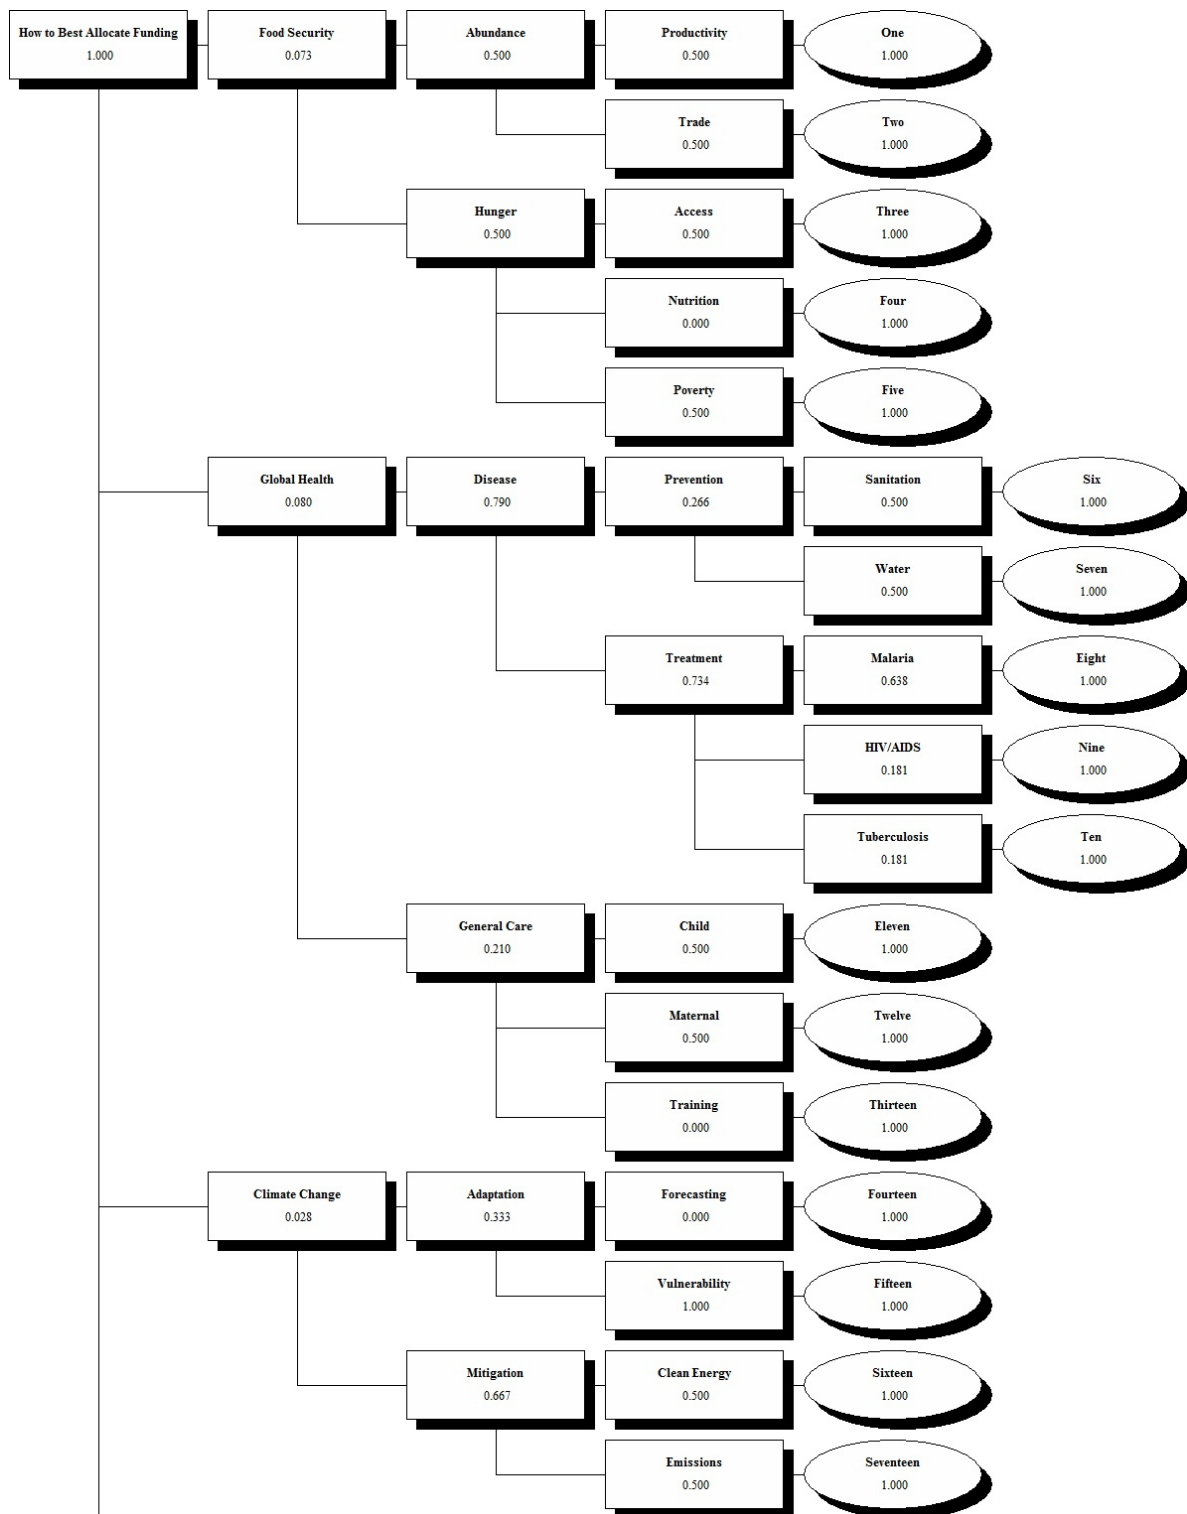 How to Best Allocate Funding
1.000
Food Security
0.073
Abundance
0.500
Productivity
0.500
One
1.000
Trade
0.500
Two
1.000
Hunger
0.500
Access
0.500
Three
1.000
Nutrition
0.000
Four
1.000
Poverty
0.500
Five
1.000
Global Health
0.080
Disease
0.790
Prevention
0.266
Sanitation
0.500
Six
1.000
Water
0.500
Seven
1.000
Treatment
0.734
Malaria
0.638
Eight
1.000
HIV/AIDS
0.181
Nine
1.000
Tuberculosis
0.181
Ten
1.000
General Care
0.210
Child
0.500
Eleven
1.000
Maternal
0.500
Twelve
1.000
Training
0.000
Thirteen
1.000
Climate Change
0.028
Adaptation
0.333
Forecasting
0.000
Fourteen
1.000
Vulnerability
1.000
Fifteen
1.000
Mitigation
0.667
Clean Energy
0.500
Sixteen
1.000
Emissions
0.500
Seventeen
1.000